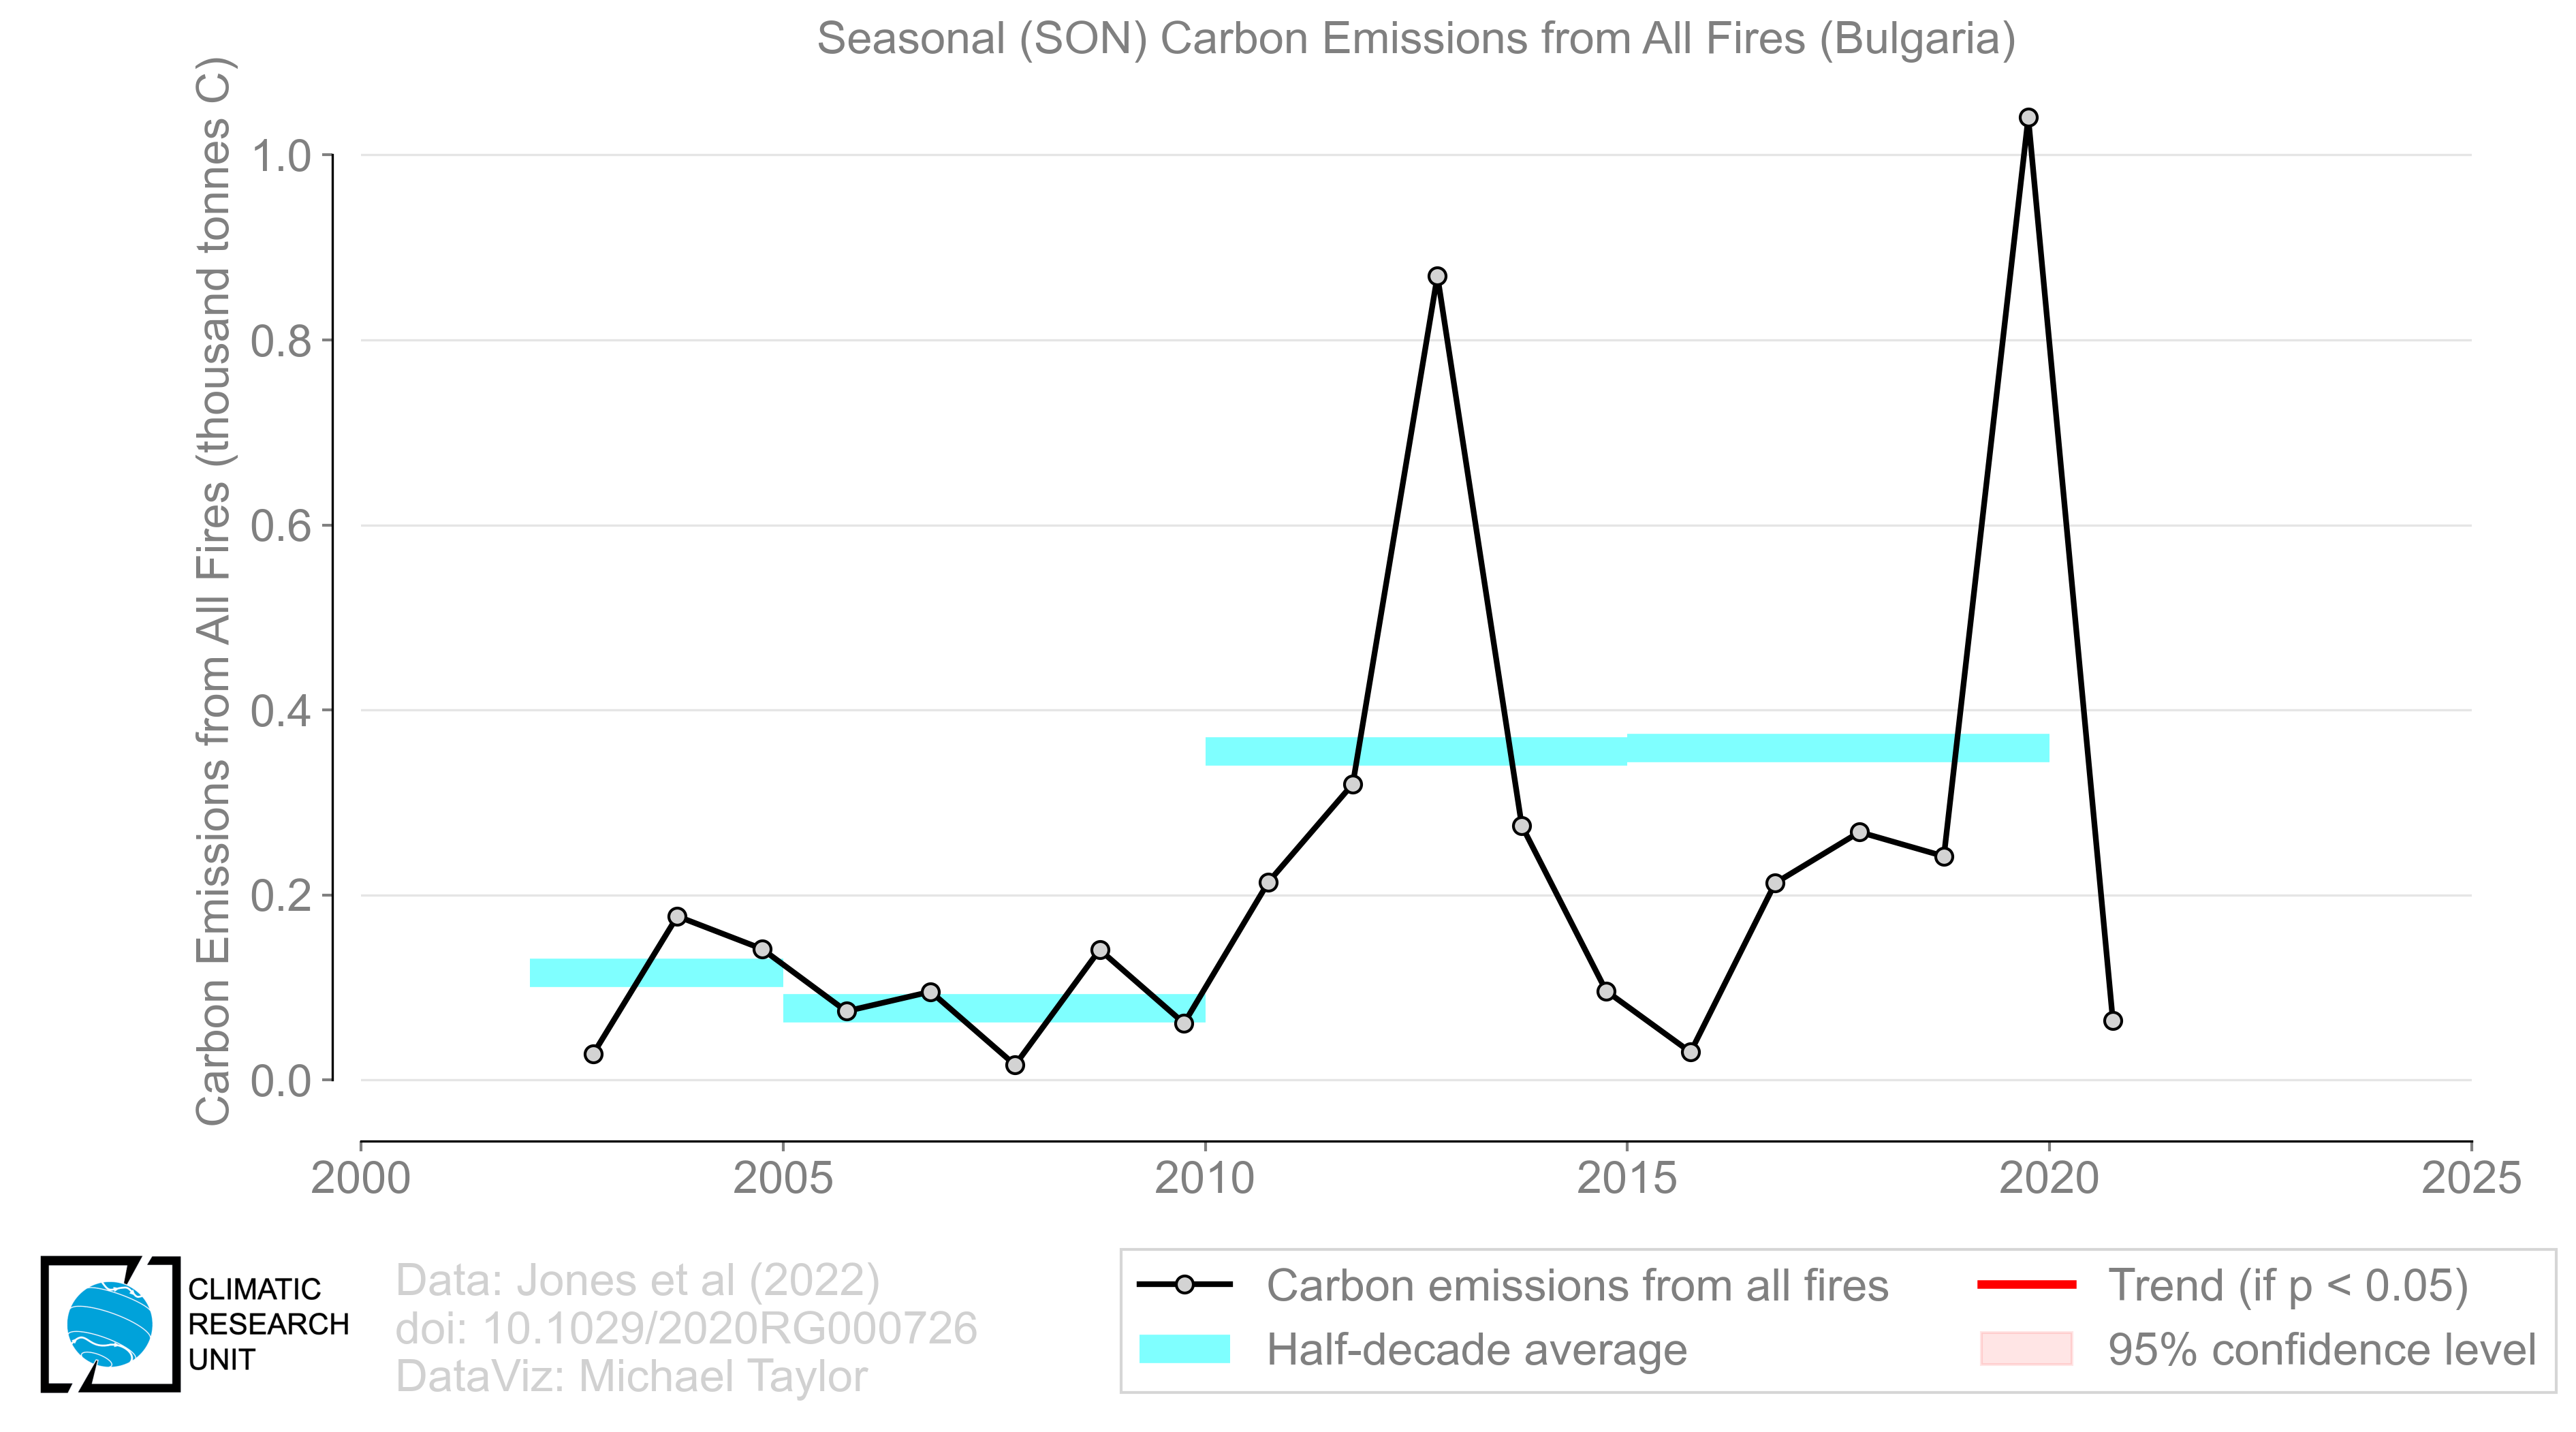 Seasonal (SON) Carbon Emissions from All Fires (Bulgaria)
Carbon Emissions from All Fires (thousand tonnes C)
1.0
0.8
0.6
0.4
0.2
0.0
2000 2005 2010 2015 2020 2025
CLIMATIC
RESEARCH
UNIT
Data: Jones et al (2022)
doi: 10.1029/2020RG000726
DataViz: Michael Taylor
Carbon emissions from all fires
Half-decade average
Trend (if p < 0.05)
95% confidence level